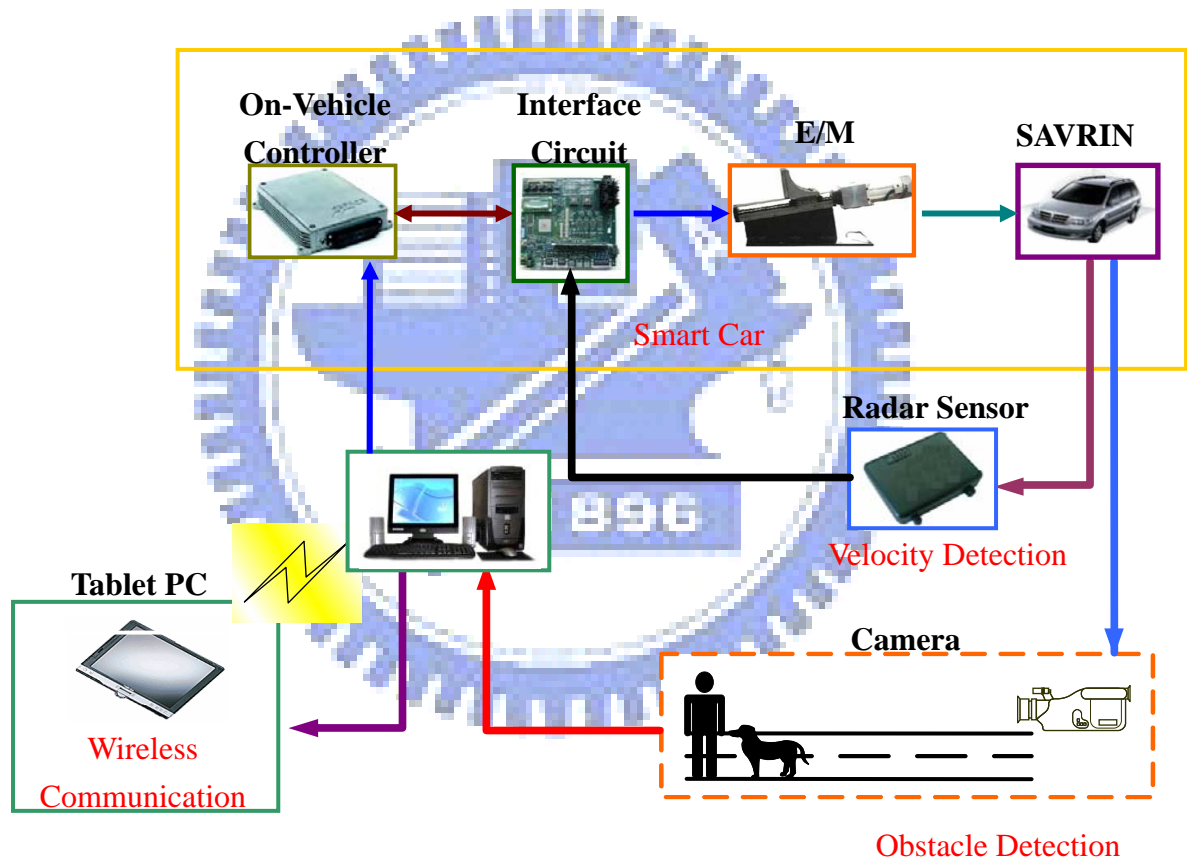 On-Vehicle
Controller
Interface
Circuit
E/M
SAVRIN
Smart Car
Radar Sensor
Velocity Detection
896
Tablet PC
Wireless
Communication
Camera
Obstacle Detection